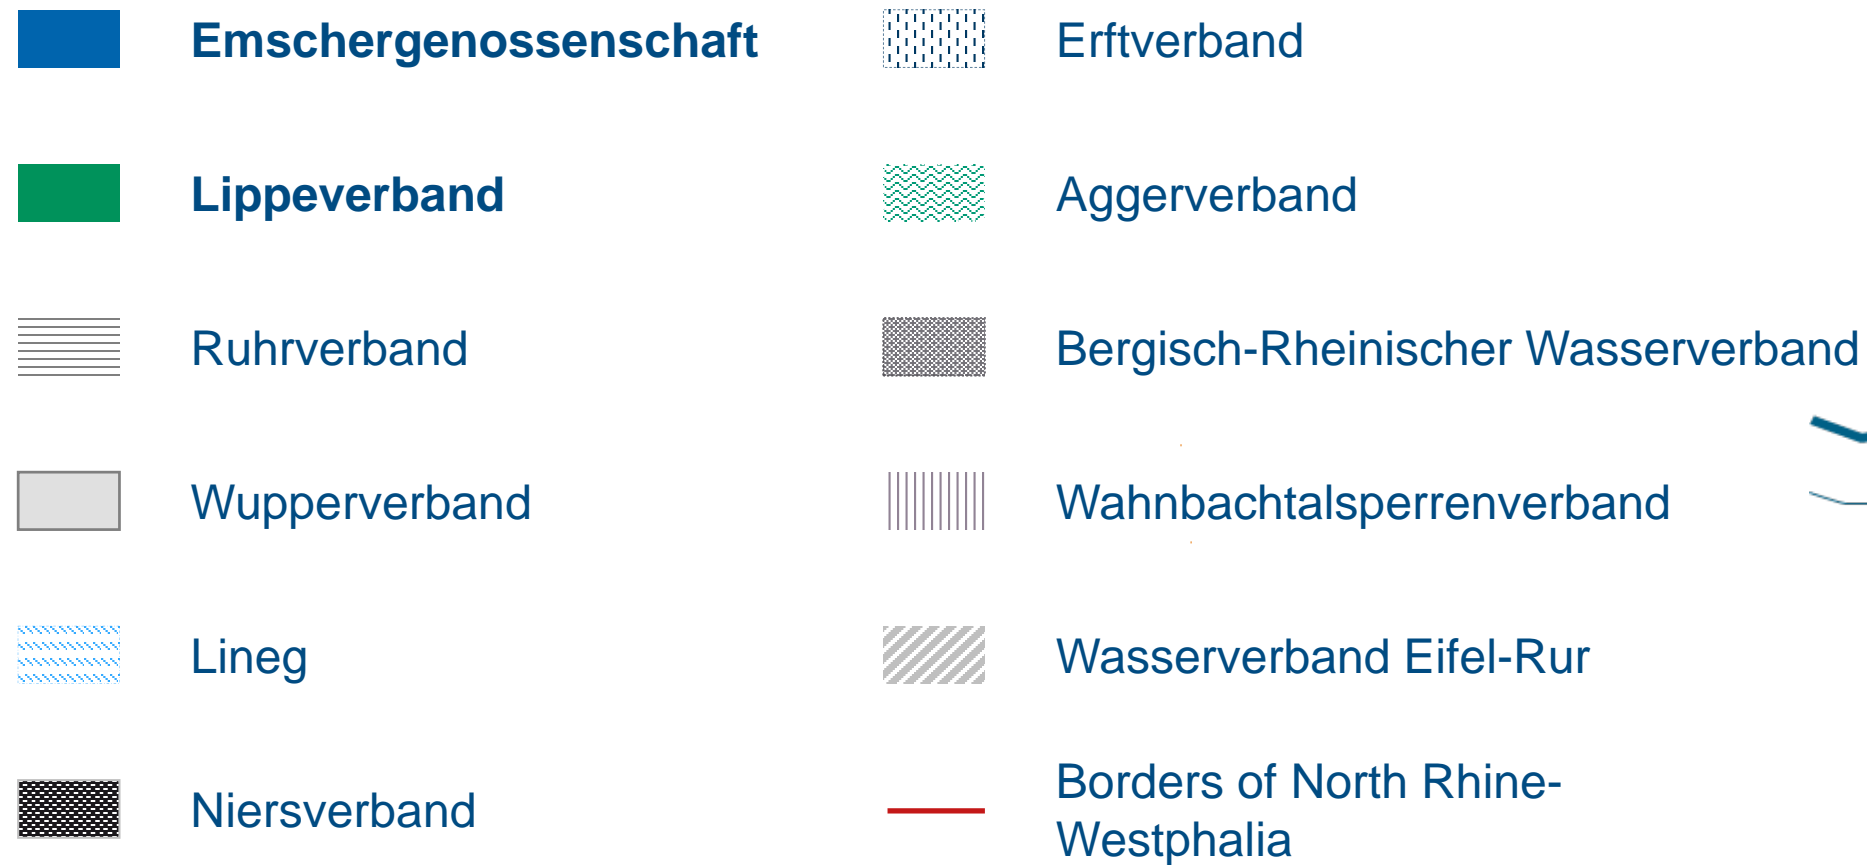 Emschergenossenschaft
Lippeverband
Ruhrverband
Wupperverband
Lineg
Niersverband
Erftverband
Aggerverband
Bergisch-Rheinischer Wasserverband
Wahnbachtalsperrenverband
Wasserverband Eifel-Rur
Borders of North Rhine-
Westphalia